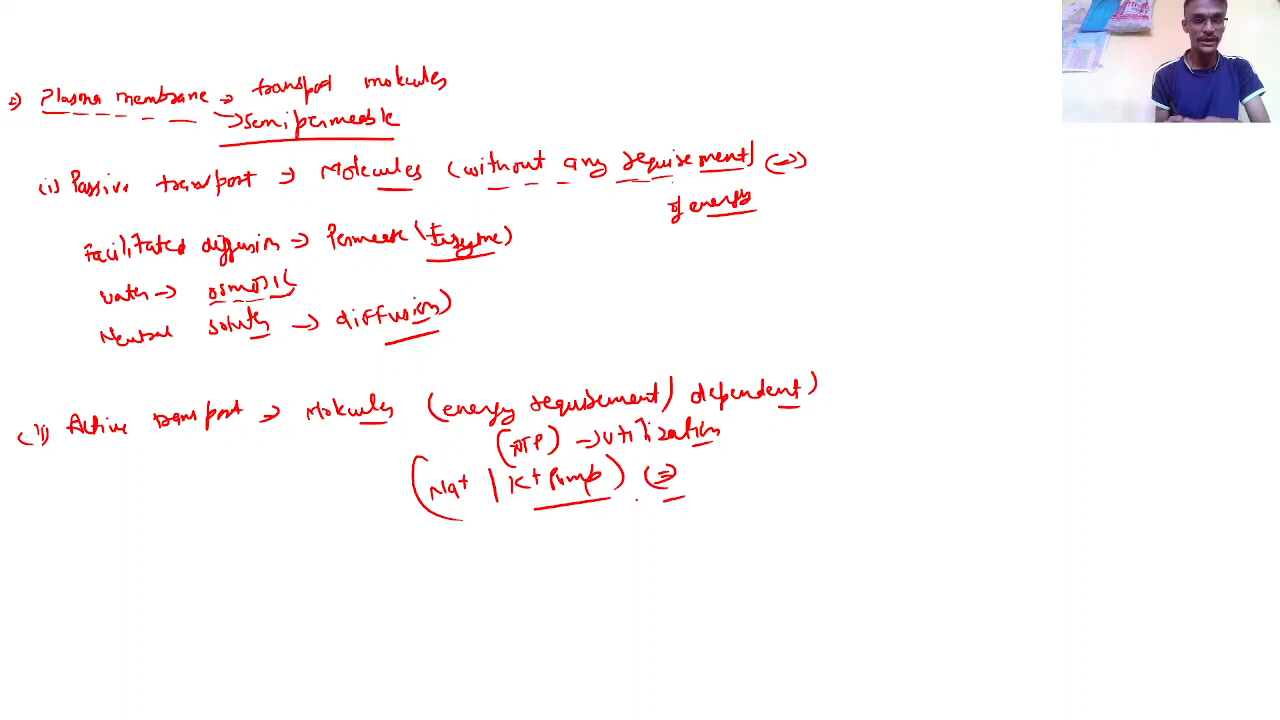 ⇒) Plasma membrane → transport molecules
→ Semipermeable
(i) Passive transport → Molecules (without any requirement) (→)
of energy
Facilitated diffusion → Permease (Enzyme)
water → osmosis
Neutral solutes → diffusion)
(ii) Active transport → Molecules (energy requirement) dependent)
(ATP) → utilization
(Na+ / K+ Pump) (⇒)